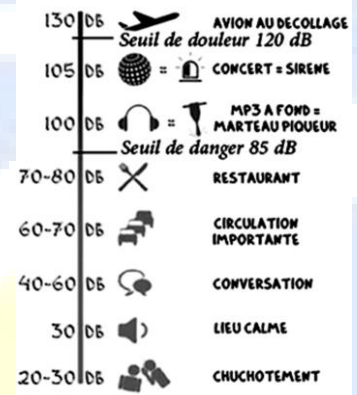 130 DB AVION AU DECOLLAGE
Seuil de douleur 120 dB
105 DB = CONCERT = SIRENE
100 DB = MP3 A FOND =
MARTEAU PIQUEUR
Seuil de danger 85 dB
70-80 DB RESTAURANT
60-70 DB CIRCULATION
IMPORTANTE
40-60 DB CONVERSATION
30 DB LIEU CALME
20-30 DB CHUCHOTEMENT